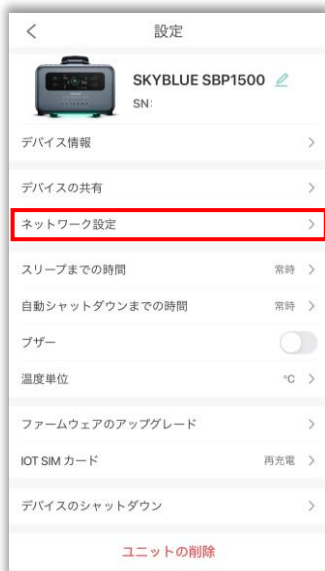 設定
SKYBLUE SBP1500
SN:
デバイス情報
デバイスの共有
ネットワーク設定
スリープまでの時間 常時
自動シャットダウンまでの時間 常時
ブザー
温度単位 °C
ファームウェアのアップグレード
IOT SIM カード 再充電
デバイスのシャットダウン
ユニットの削除